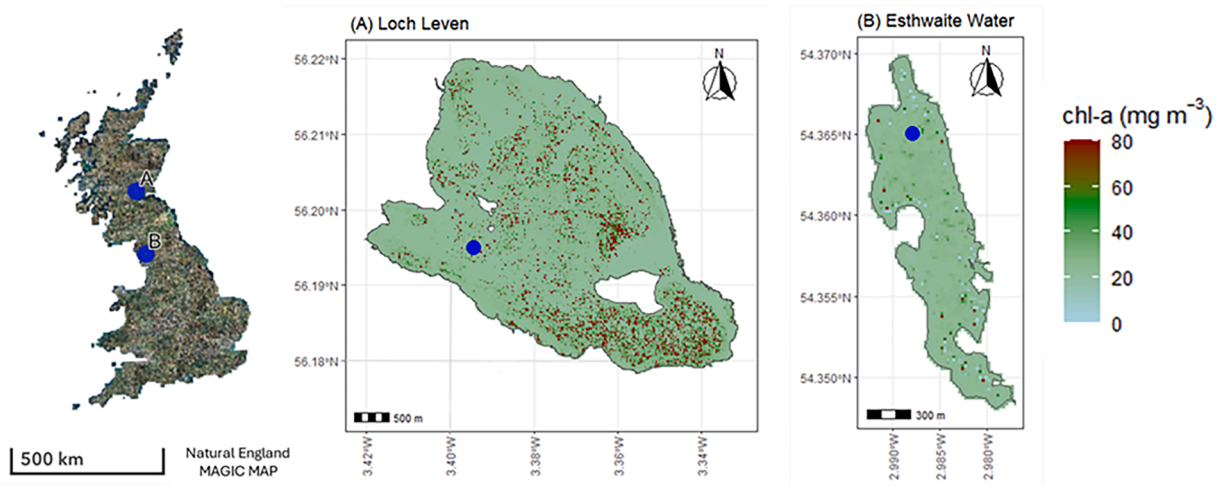 A
B
500 km
Natural England
MAGIC MAP
(A) Loch Leven
N
56.22°N
56.21°N
56.20°N
56.19°N
56.18°N
500 m
3.42°W
3.40°W
3.38°W
3.36°W
3.34°W
(B) Esthwaite Water
N
54.370°N
54.365°N
54.360°N
54.355°N
54.350°N
300 m
2.990°W
2.985°W
2.980°W
chl-a (mg m⁻³)
80
60
40
20
0